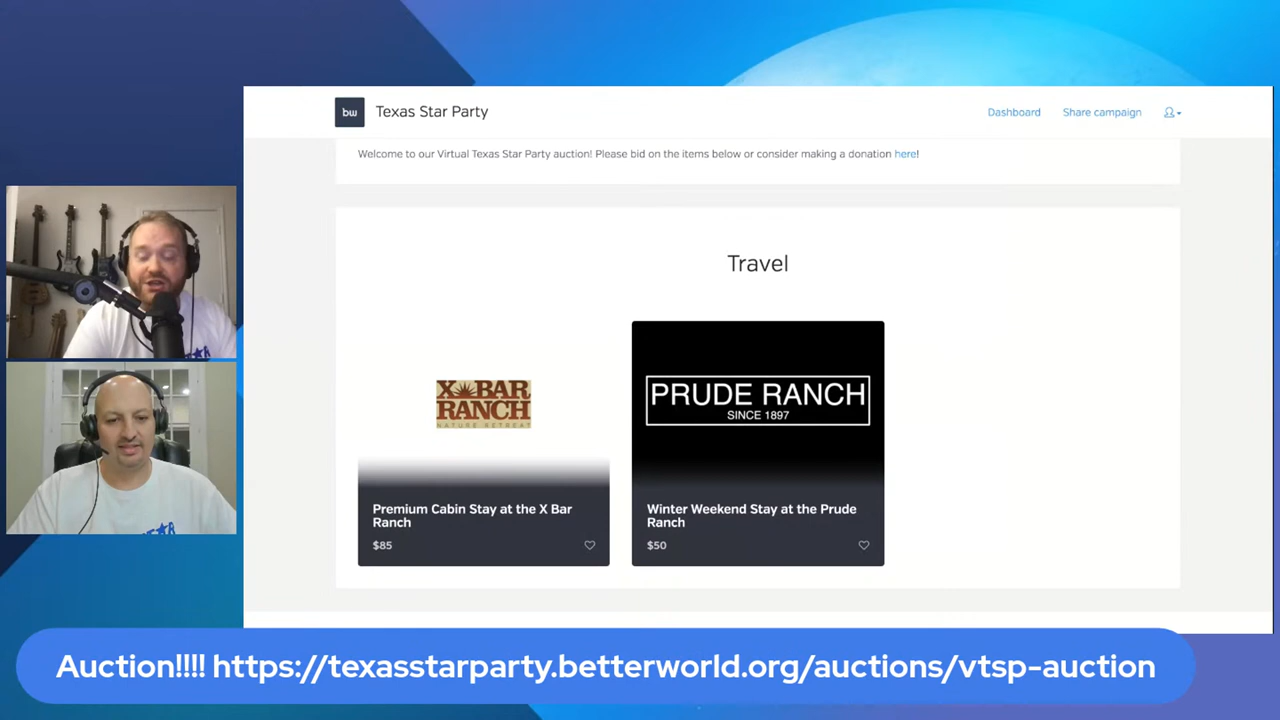 bw Texas Star Party
Dashboard Share campaign
Welcome to our Virtual Texas Star Party auction! Please bid on the items below or consider making a donation here!
Travel
X BAR
RANCH
NATURE RETREAT
PRUDE RANCH
SINCE 1897
Premium Cabin Stay at the X Bar
Ranch
$85
Winter Weekend Stay at the Prude
Ranch
$50
Auction!!!! https://texasstarparty.betterworld.org/auctions/vtsp-auction